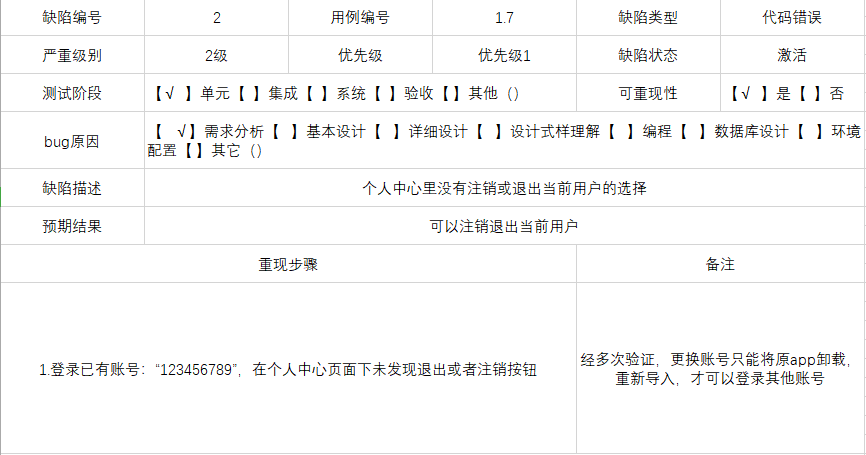 缺陷编号 2 用例编号 1.7 缺陷类型 代码错误
严重级别 2级 优先级 优先级1 缺陷状态 激活
测试阶段 【√ 】单元【 】集成【 】系统【 】验收【 】其他（） 可重现性 【√ 】是【 】否
bug原因 【 √】需求分析【 】基本设计【 】详细设计【 】设计式样理解【 】编程【 】数据库设计【 】环境
配置【 】其它（）
缺陷描述 个人中心里没有注销或退出当前用户的选择
预期结果 可以注销退出当前用户
重现步骤 备注
1.登录已有账号：“123456789”，在个人中心页面下未发现退出或者注销按钮
经多次验证，更换账号只能将原app卸载，
重新导入，才可以登录其他账号